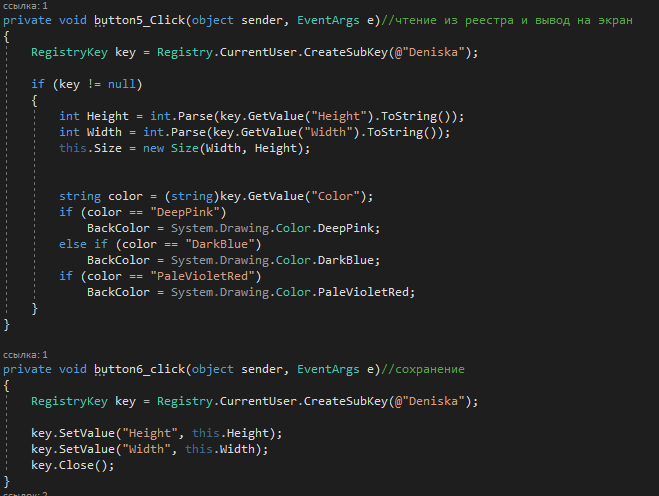 ссылка: 1
private void button5_Click(object sender, EventArgs e)//чтение из реестра и вывод на экран
{
RegistryKey key = Registry.CurrentUser.CreateSubKey(@"Deniska");
if (key != null)
{
int Height = int.Parse(key.GetValue("Height").ToString());
int Width = int.Parse(key.GetValue("Width").ToString());
this.Size = new Size(Width, Height);
string color = (string)key.GetValue("Color");
if (color == "DeepPink")
BackColor = System.Drawing.Color.DeepPink;
else if (color == "DarkBlue")
BackColor = System.Drawing.Color.DarkBlue;
if (color == "PaleVioletRed")
BackColor = System.Drawing.Color.PaleVioletRed;
}
}
ссылка: 1
private void button6_click(object sender, EventArgs e)//сохранение
{
RegistryKey key = Registry.CurrentUser.CreateSubKey(@"Deniska");
key.SetValue("Height", this.Height);
key.SetValue("Width", this.Width);
key.Close();
}